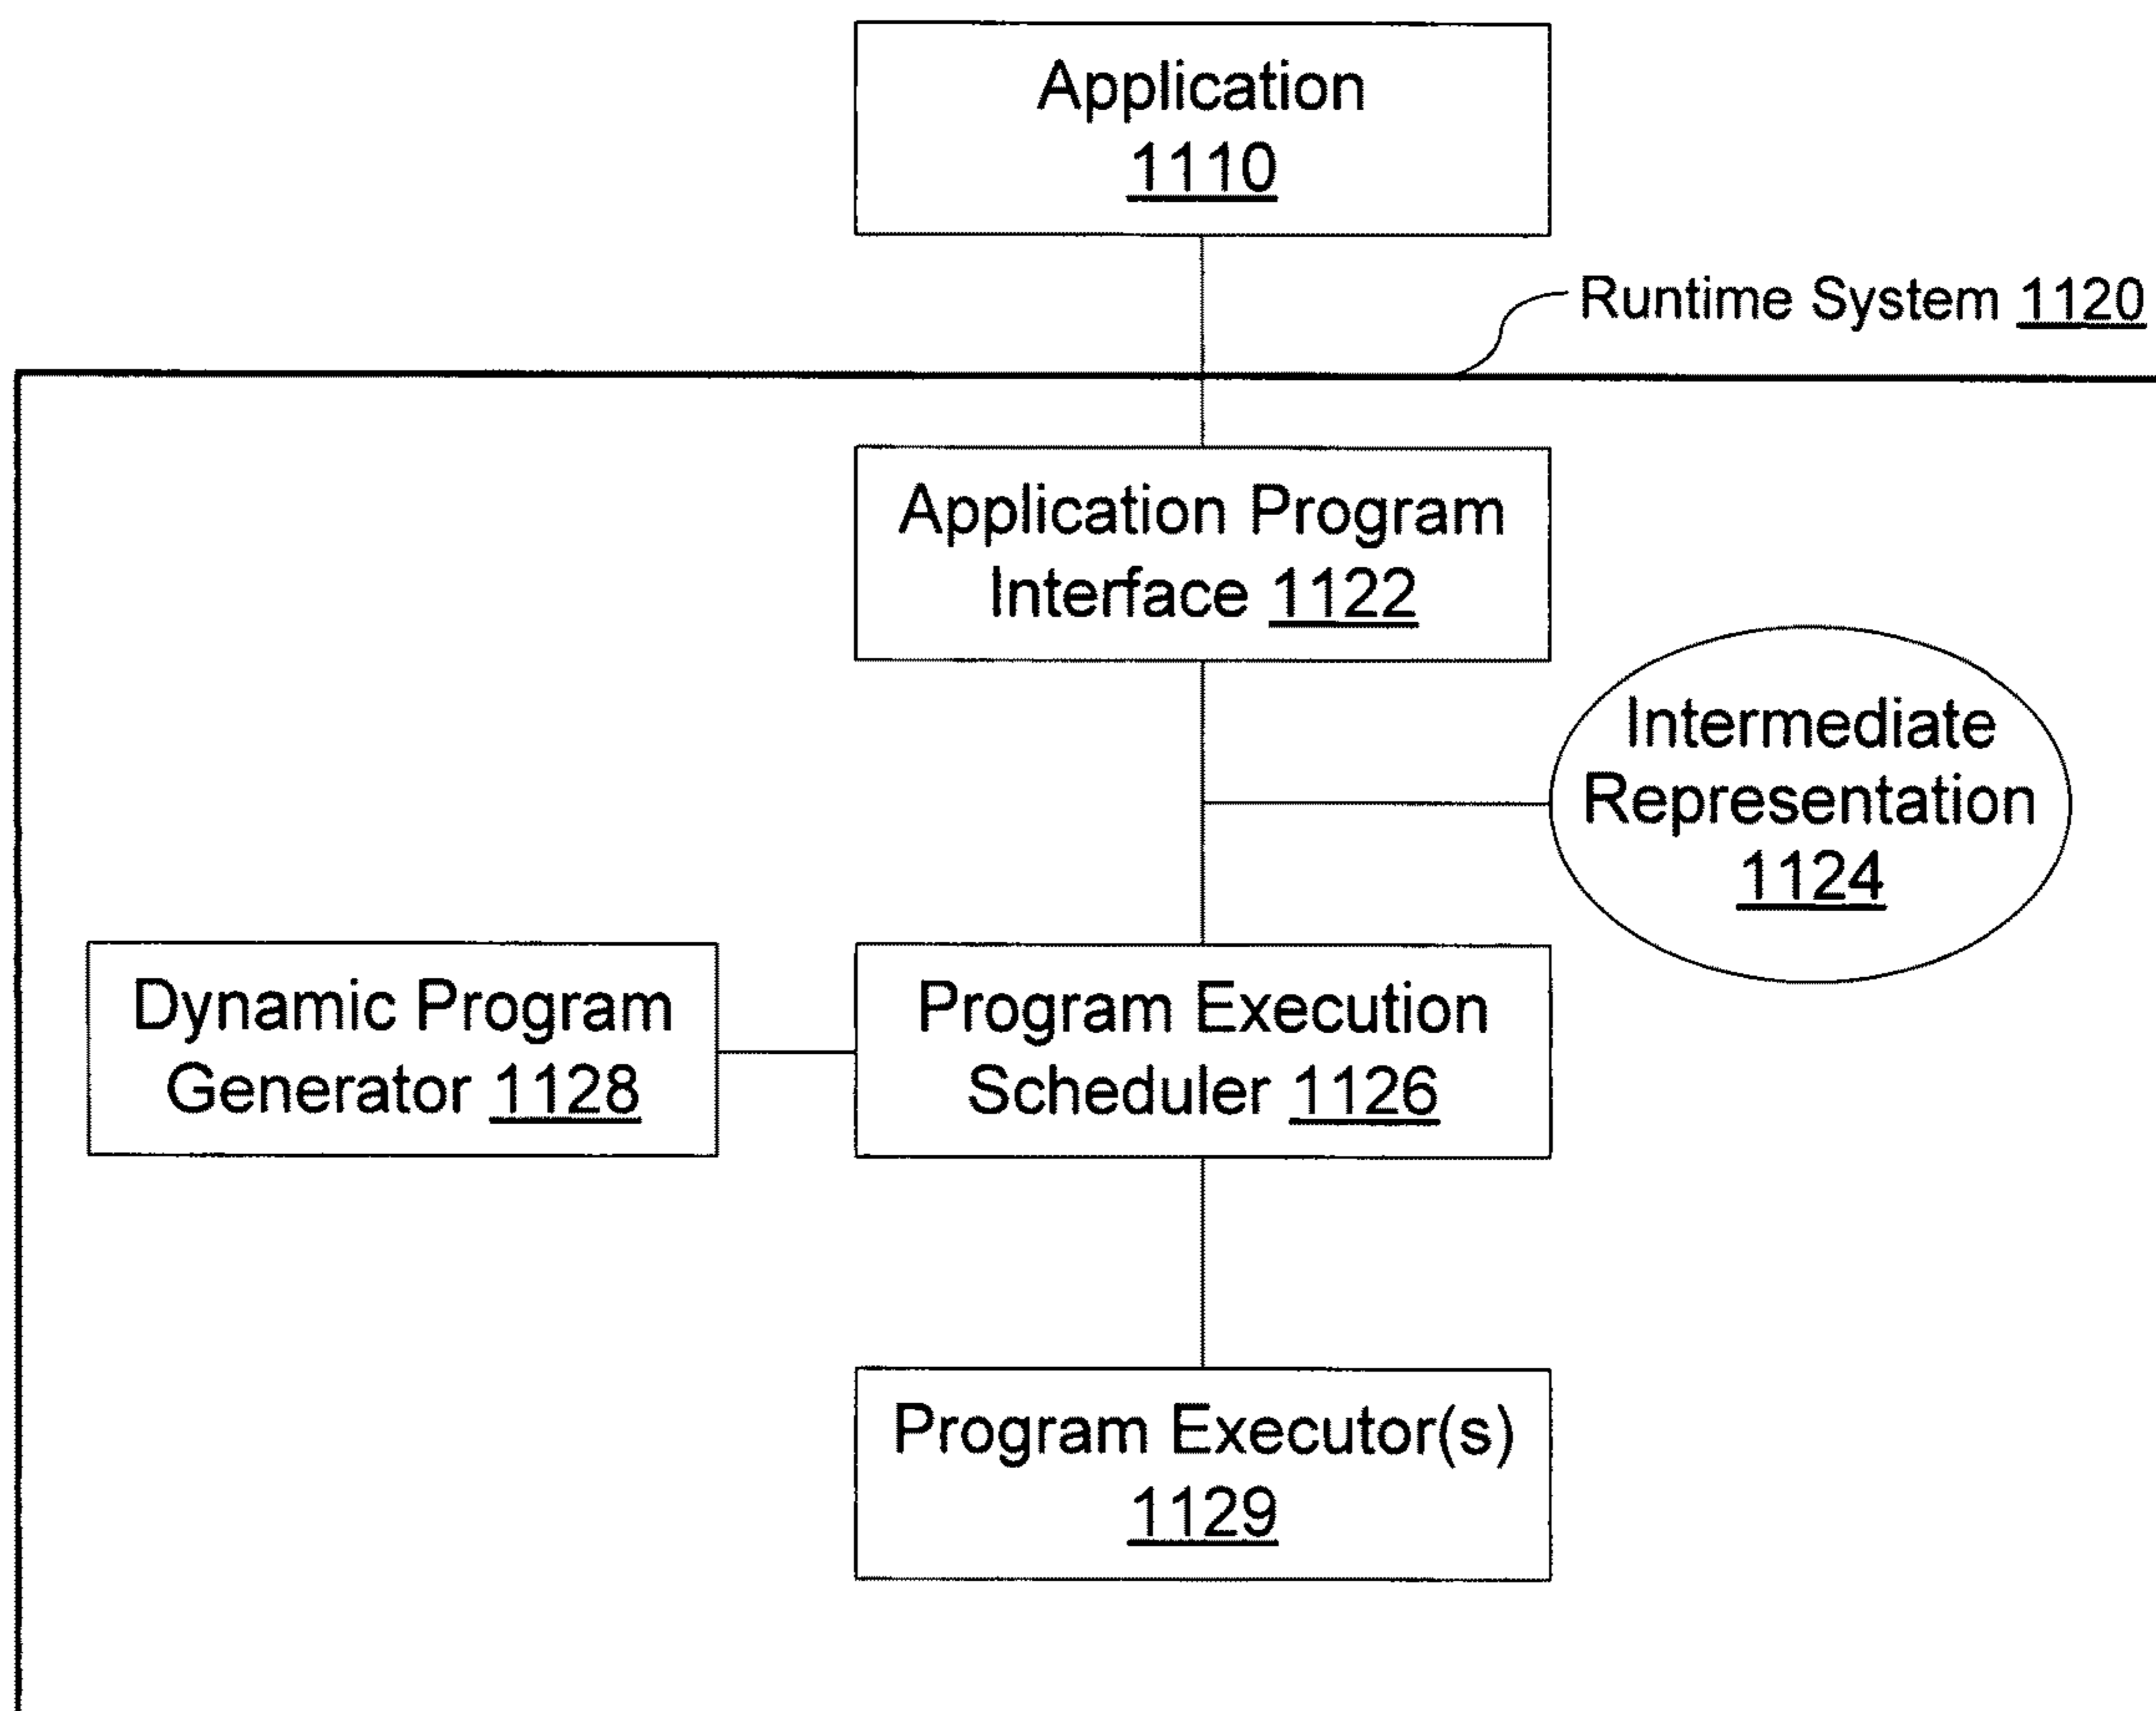 Application
1110
Runtime System 1120
Application Program
Interface 1122
Intermediate
Representation
1124
Dynamic Program
Generator 1128
Program Execution
Scheduler 1126
Program Executor(s)
1129